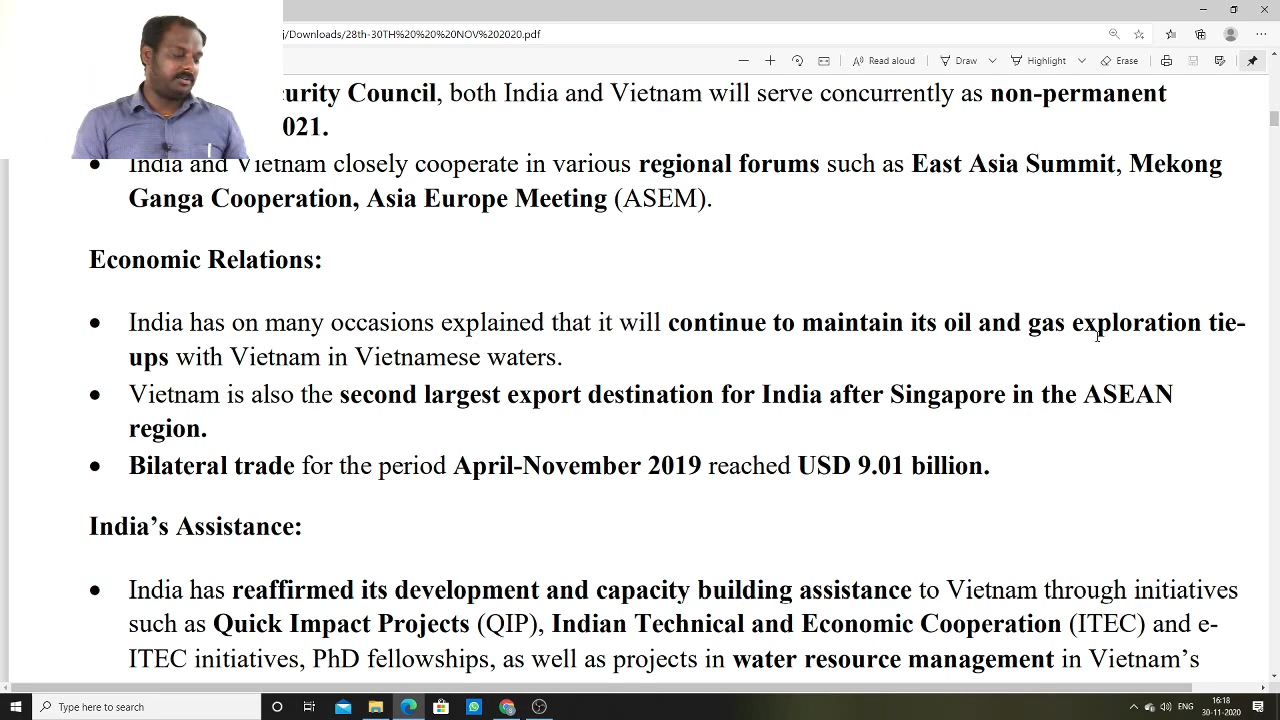 j/Downloads/28th-30TH%20%20%20NOV%202020.pdf
Read aloud Draw Highlight Erase
curity Council, both India and Vietnam will serve concurrently as non-permanent
021.
• India and Vietnam closely cooperate in various regional forums such as East Asia Summit, Mekong
Ganga Cooperation, Asia Europe Meeting (ASEM).
Economic Relations:
• India has on many occasions explained that it will continue to maintain its oil and gas exploration tie-
ups with Vietnam in Vietnamese waters.
• Vietnam is also the second largest export destination for India after Singapore in the ASEAN
region.
• Bilateral trade for the period April-November 2019 reached USD 9.01 billion.
India’s Assistance:
• India has reaffirmed its development and capacity building assistance to Vietnam through initiatives
such as Quick Impact Projects (QIP), Indian Technical and Economic Cooperation (ITEC) and e-
ITEC initiatives, PhD fellowships, as well as projects in water resource management in Vietnam’s
Type here to search
ENG
16:18
30-11-2020